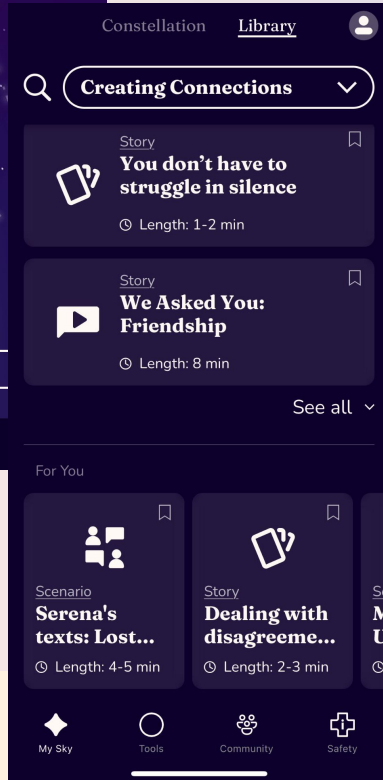 Constellation Library
Creating Connections
Story
You don’t have to
struggle in silence
Length: 1-2 min
Story
We Asked You:
Friendship
Length: 8 min
See all
For You
Scenario
Serena's
texts: Lost...
Length: 4-5 min
Story
Dealing with
disagreeme...
Length: 2-3 min
My Sky
Tools
Community
Safety